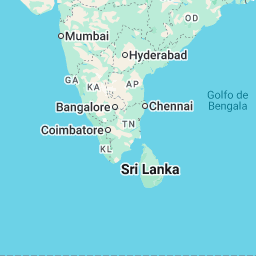 OD
Mumbai
Hyderabad
GA
KA
AP
Golfo de
Bengala
Bangalore
Chennai
TN
Coimbatore
KL
Sri Lanka